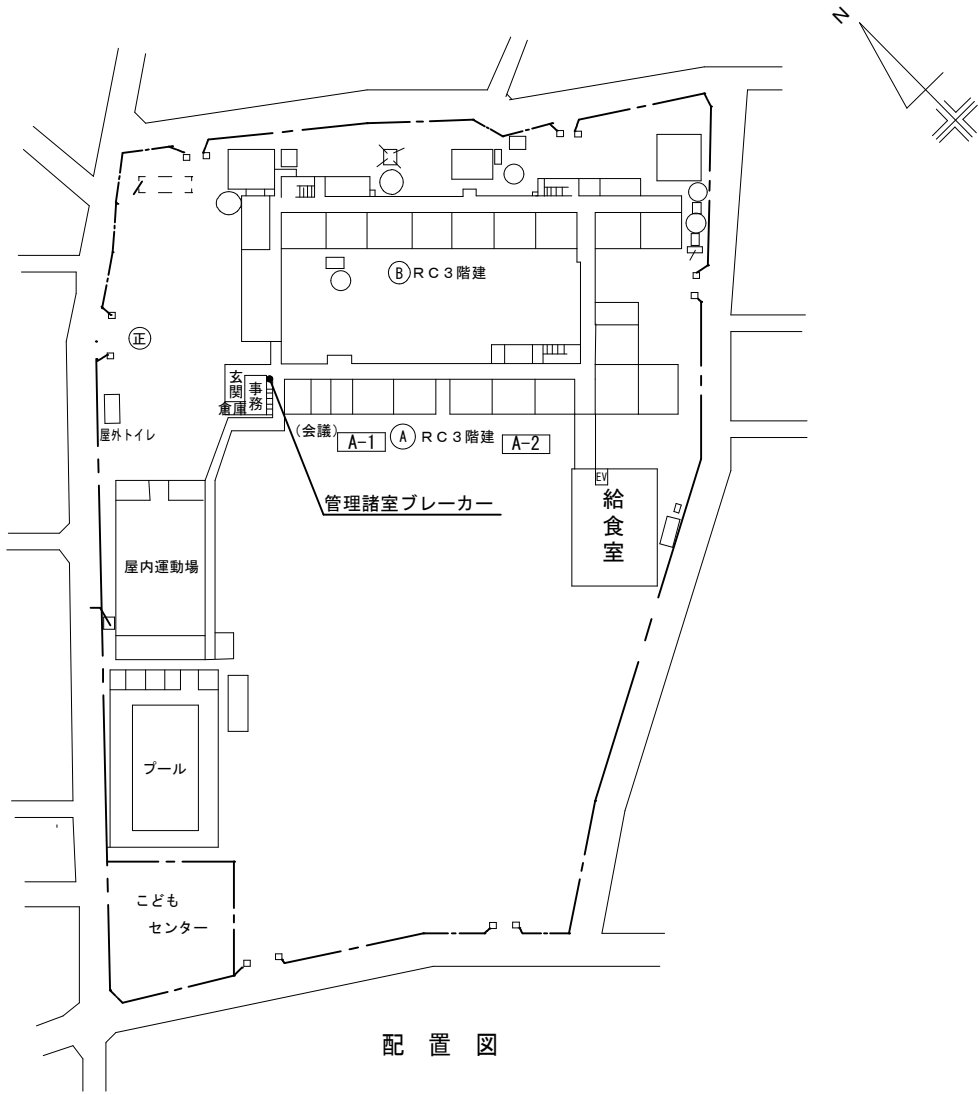 N
Ⓑ RC3階建
正
玄関
事務
倉庫
屋外トイレ
(会議)
A-1
Ⓐ RC3階建
A-2
管理諸室ブレーカー
EV
給食室
屋内運動場
プール
こども
センター
配置図